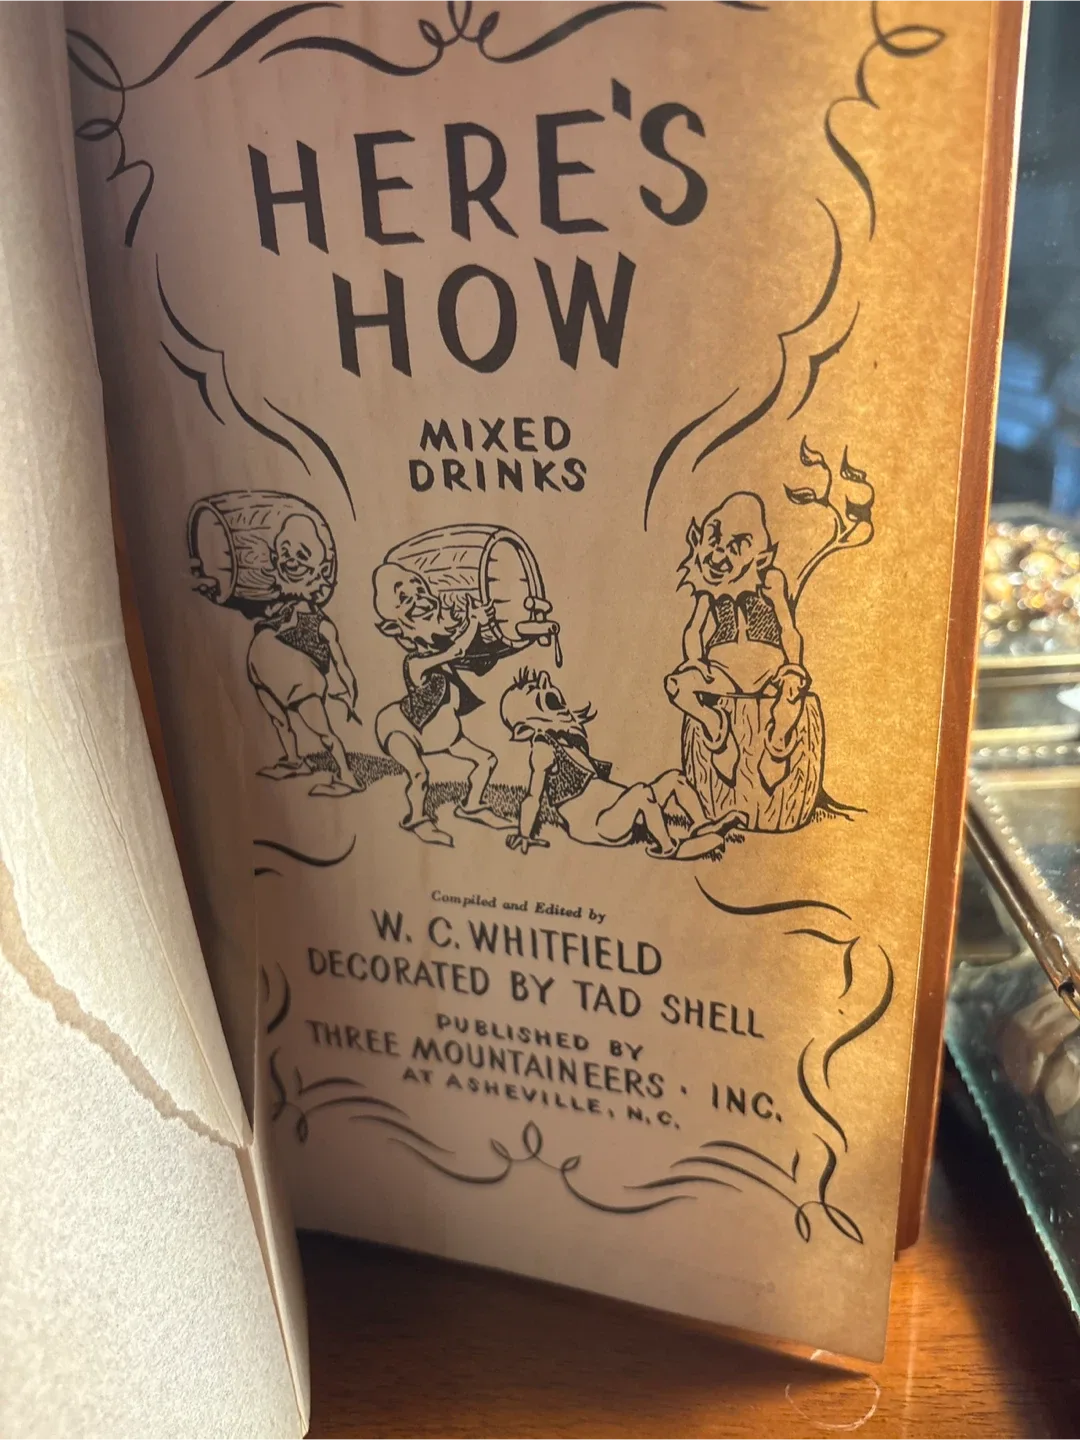 HERE'S
HOW
MIXED
DRINKS
Compiled and Edited by
W. C. WHITFIELD
DECORATED BY TAD SHELL
PUBLISHED BY
THREE MOUNTAINEERS · INC.
AT ASHEVILLE, N.C.